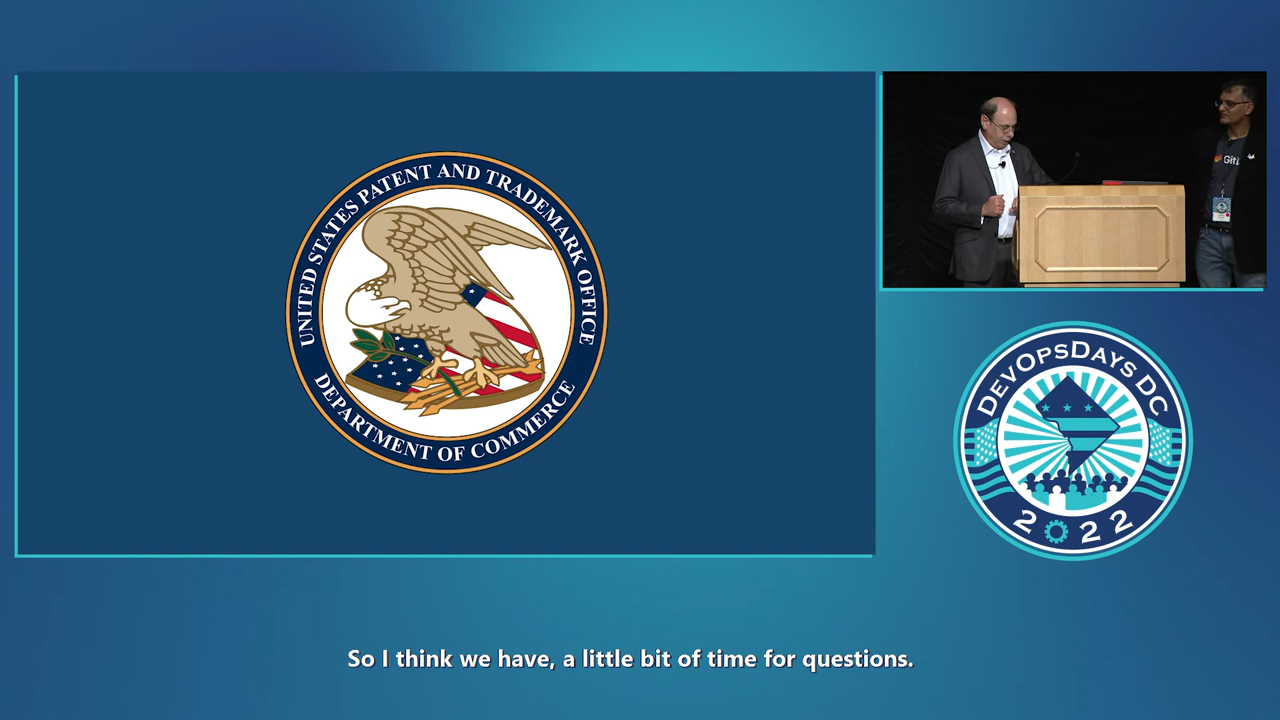 UNITED STATES PATENT AND TRADEMARK OFFICE
DEPARTMENT OF COMMERCE
DEVOPSDAYS DC
2022
So I think we have, a little bit of time for questions.